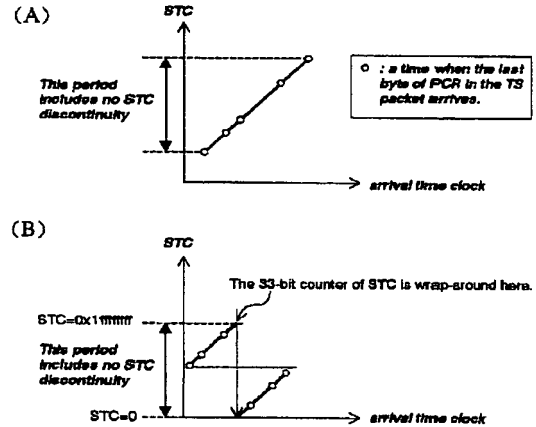 (A)
STC
This period
includes no STC
discontinuity
o : a time when the last
byte of PCR in the TS
packet arrives.
arrival time clock
(B)
STC
The 33-bit counter of STC is wrap-around here.
STC=0x1ffffffff
This period
includes no STC
discontinuity
STC=0
arrival time clock